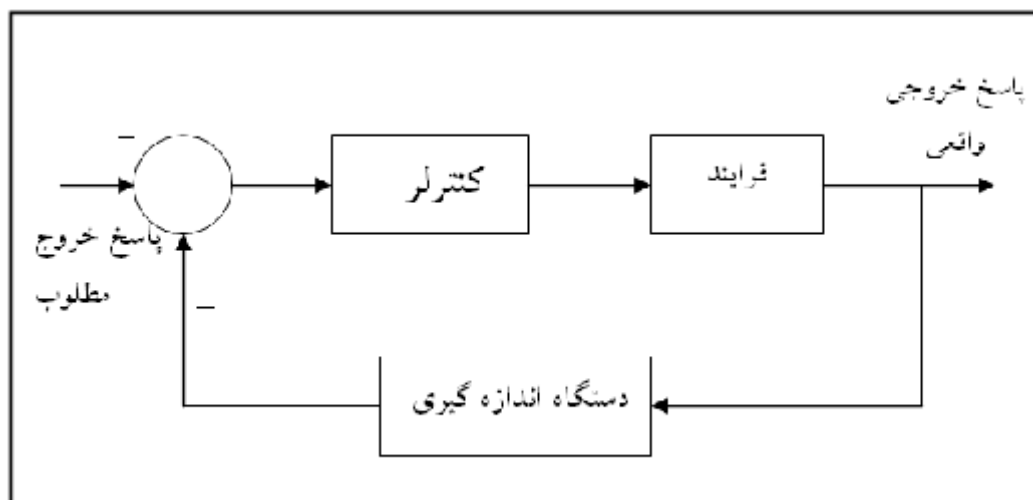 پاسخ خروجی
واقعی
کنترلر
فرایند
پاسخ خروج
مطلوب
دستگاه اندازه گیری